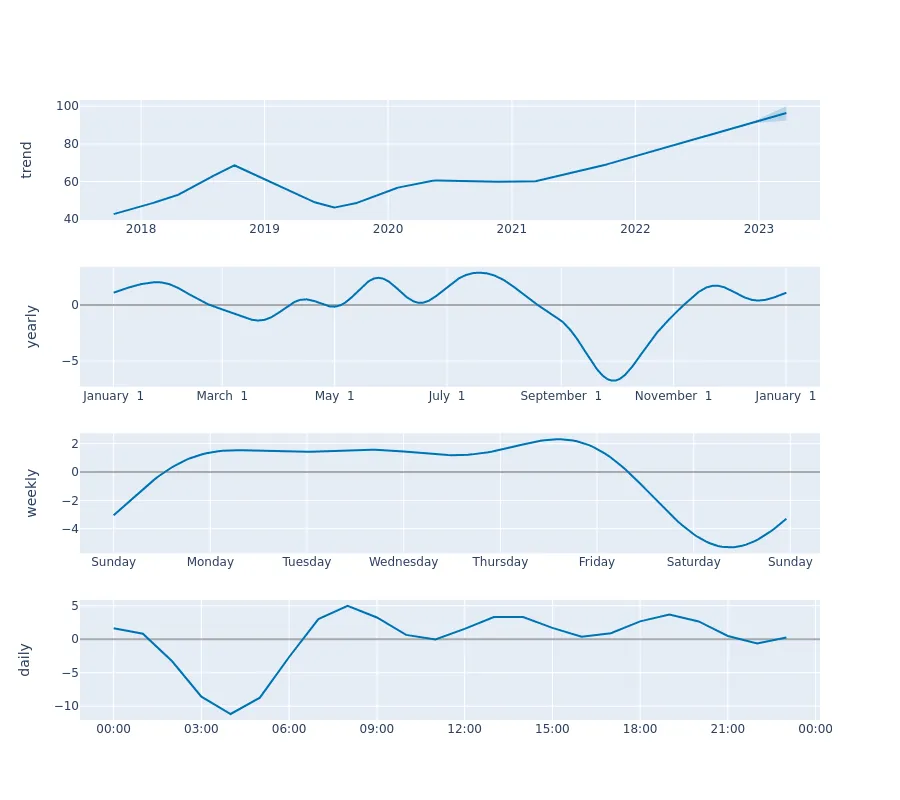 trend
100
80
60
40
2018 2019 2020 2021 2022 2023
yearly
0
−5
January 1 March 1 May 1 July 1 September 1 November 1 January 1
weekly
2
0
−2
−4
Sunday Monday Tuesday Wednesday Thursday Friday Saturday Sunday
daily
5
0
−5
−10
00:00 03:00 06:00 09:00 12:00 15:00 18:00 21:00 00:00